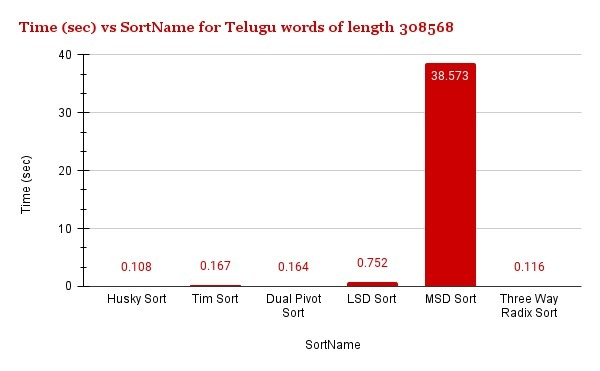 Time (sec) vs SortName for Telugu words of length 308568
40
30
20
10
0
Time (sec)
0.108
0.167
0.164
0.752
38.573
0.116
Husky Sort
Tim Sort
Dual Pivot
Sort
LSD Sort
MSD Sort
Three Way
Radix Sort
SortName